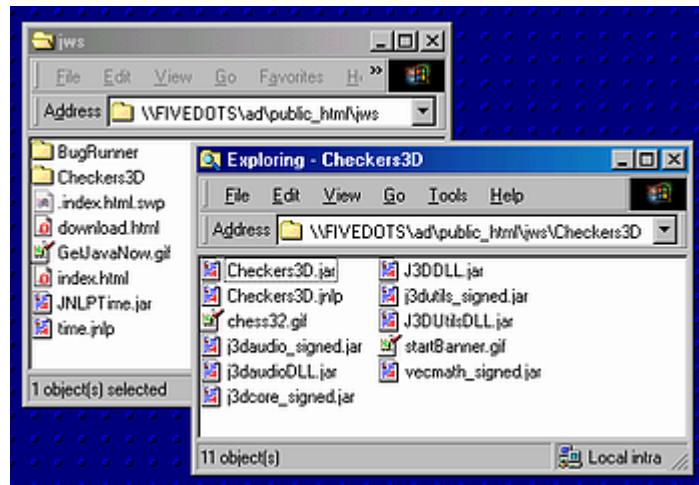 jws
File Edit View Go Favorites H »
Address \\FIVEDOTS\ad\public_html\jws
BugRunner
Checkers3D
.index.html.swp
download.html
GetJavaNow.gif
index.html
JNLPTime.jar
time.jnlp
1 object(s) selected
Exploring - Checkers3D
File Edit View Go Tools Help
Address \\FIVEDOTS\ad\public_html\jws\Checkers3D
Checkers3D.jar
Checkers3D.jnlp
chess32.gif
j3daudio_signed.jar
j3daudioDLL.jar
j3dcore_signed.jar
J3DDLL.jar
j3dutils_signed.jar
J3DUtilsDLL.jar
startBanner.gif
vecmath_signed.jar
11 object(s)
Local intra